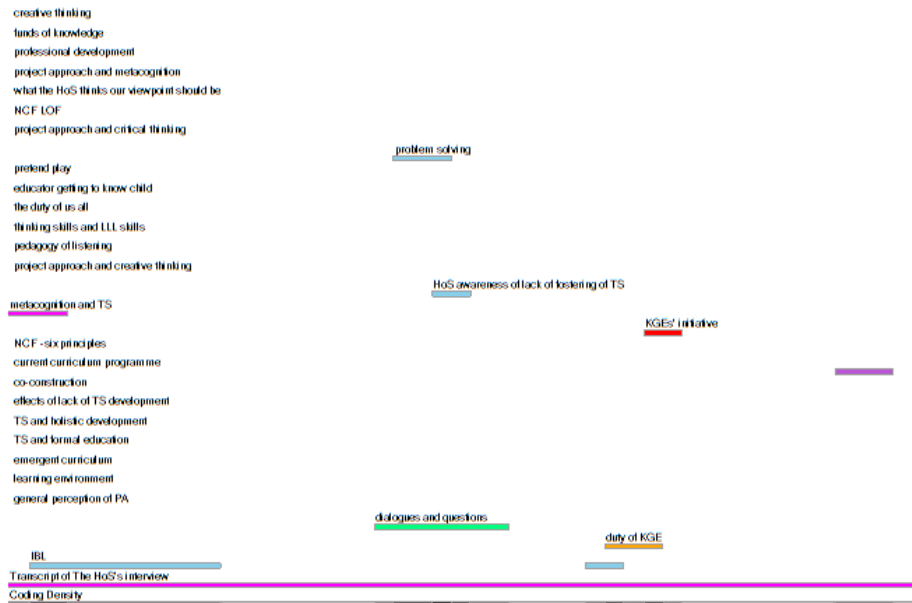 creative thinking
funds of knowledge
professional development
project approach and metacognition
what the HoS thinks our viewpoint should be
NCF LOF
project approach and critical thinking
problem solving
pretend play
educator getting to know child
the duty of us all
thinking skills and LLL skills
pedagogy of listening
project approach and creative thinking
HoS awareness of lack of fostering of TS
metacognition and TS
KGEs' initiative
NCF -six principles
current curriculum programme
co-construction
effects of lack of TS development
TS and holistic development
TS and formal education
emergent curriculum
learning environment
general perception of PA
dialogues and questions
duty of KGE
IBL
Transcript of The HoS's interview
Coding Density